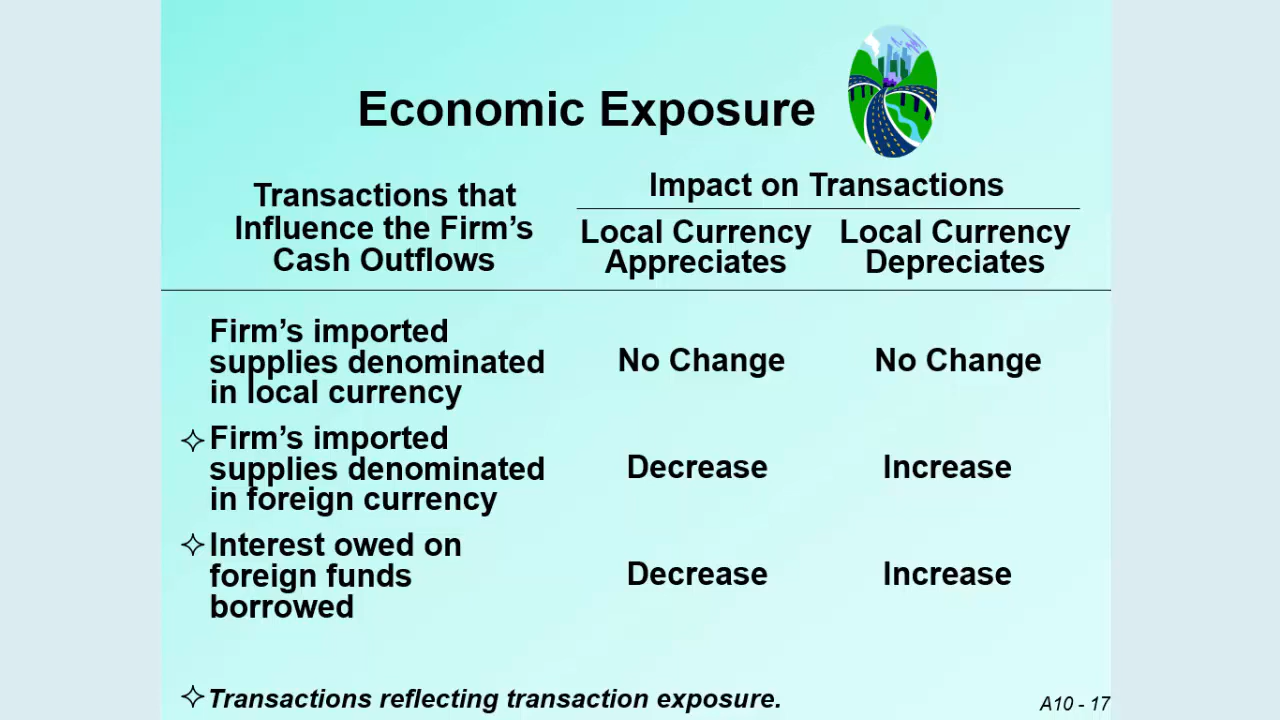 Economic Exposure
Transactions that
Influence the Firm’s
Cash Outflows
Impact on Transactions
Local Currency
Appreciates
Local Currency
Depreciates
Firm’s imported
supplies denominated
in local currency
No Change
No Change
✧ Firm’s imported
supplies denominated
in foreign currency
Decrease
Increase
✧ Interest owed on
foreign funds
borrowed
Decrease
Increase
✧ Transactions reflecting transaction exposure.
A10 - 17